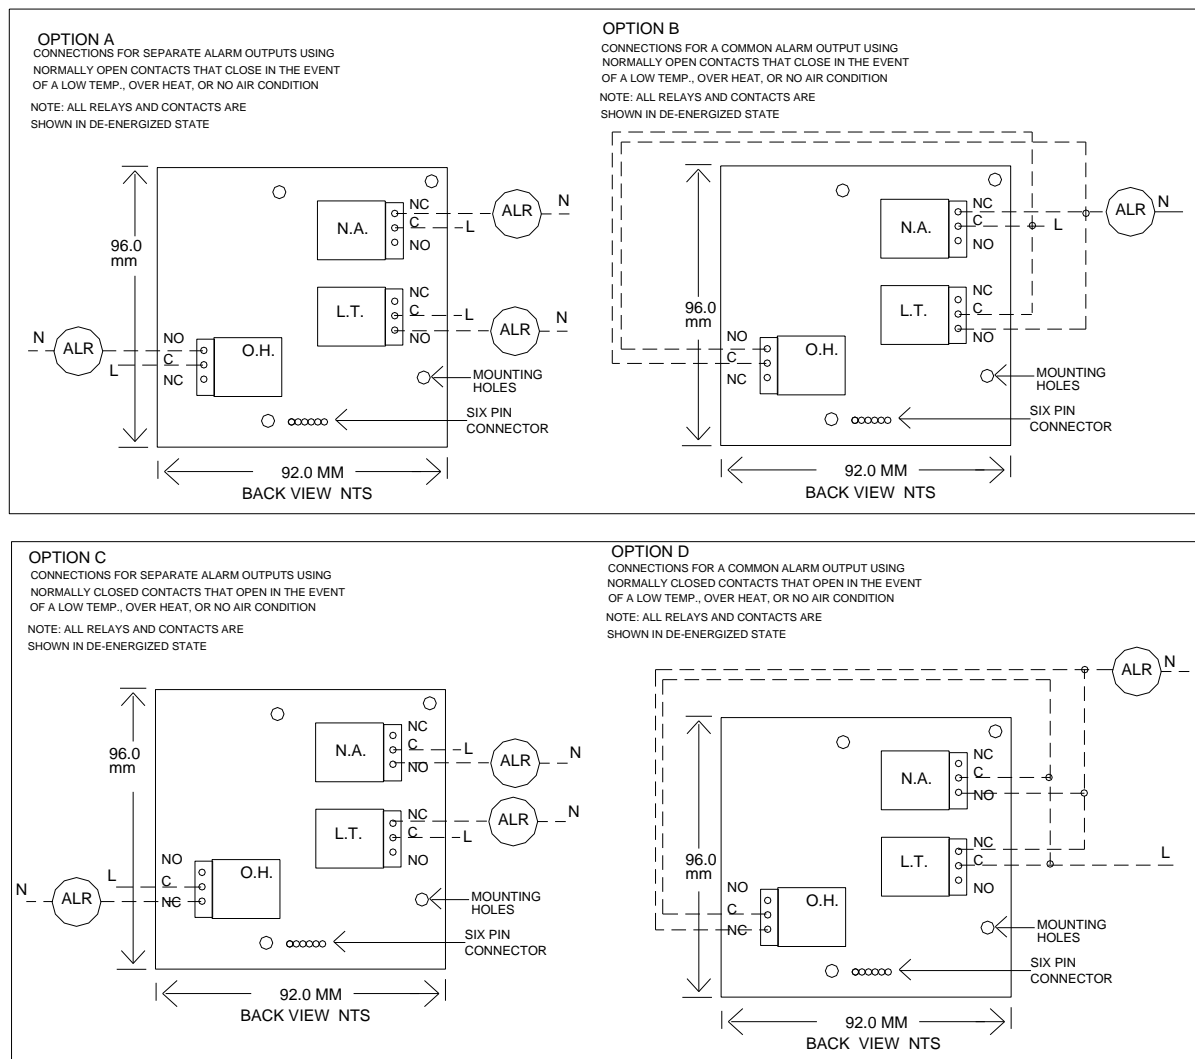 OPTION A
CONNECTIONS FOR SEPARATE ALARM OUTPUTS USING
NORMALLY OPEN CONTACTS THAT CLOSE IN THE EVENT
OF A LOW TEMP., OVER HEAT, OR NO AIR CONDITION
NOTE: ALL RELAYS AND CONTACTS ARE
SHOWN IN DE-ENERGIZED STATE
96.0
mm
N.A.
NC
C
NO
L
ALR
N
L.T.
NC
C
NO
L
ALR
N
N
ALR
L
NO
C
NC
O.H.
MOUNTING
HOLES
SIX PIN
CONNECTOR
92.0 MM
BACK VIEW NTS
OPTION B
CONNECTIONS FOR A COMMON ALARM OUTPUT USING
NORMALLY OPEN CONTACTS THAT CLOSE IN THE EVENT
OF A LOW TEMP., OVER HEAT, OR NO AIR CONDITION
NOTE: ALL RELAYS AND CONTACTS ARE
SHOWN IN DE-ENERGIZED STATE
96.0
mm
N.A.
NC
C
NO
L
ALR
N
L.T.
NC
C
NO
NO
C
NC
O.H.
MOUNTING
HOLES
SIX PIN
CONNECTOR
92.0 MM
BACK VIEW NTS
OPTION C
CONNECTIONS FOR SEPARATE ALARM OUTPUTS USING
NORMALLY CLOSED CONTACTS THAT OPEN IN THE EVENT
OF A LOW TEMP., OVER HEAT, OR NO AIR CONDITION
NOTE: ALL RELAYS AND CONTACTS ARE
SHOWN IN DE-ENERGIZED STATE
96.0
mm
N.A.
NC
C
NO
L
ALR
N
L.T.
NC
C
NO
L
ALR
N
N
ALR
L
NO
C
NC
O.H.
MOUNTING
HOLES
SIX PIN
CONNECTOR
92.0 MM
BACK VIEW NTS
OPTION D
CONNECTIONS FOR A COMMON ALARM OUTPUT USING
NORMALLY CLOSED CONTACTS THAT OPEN IN THE EVENT
OF A LOW TEMP., OVER HEAT, OR NO AIR CONDITION
NOTE: ALL RELAYS AND CONTACTS ARE
SHOWN IN DE-ENERGIZED STATE
ALR
N
96.0
mm
N.A.
NC
C
NO
L.T.
NC
C
NO
L
NO
C
NC
O.H.
MOUNTING
HOLES
SIX PIN
CONNECTOR
92.0 MM
BACK VIEW NTS